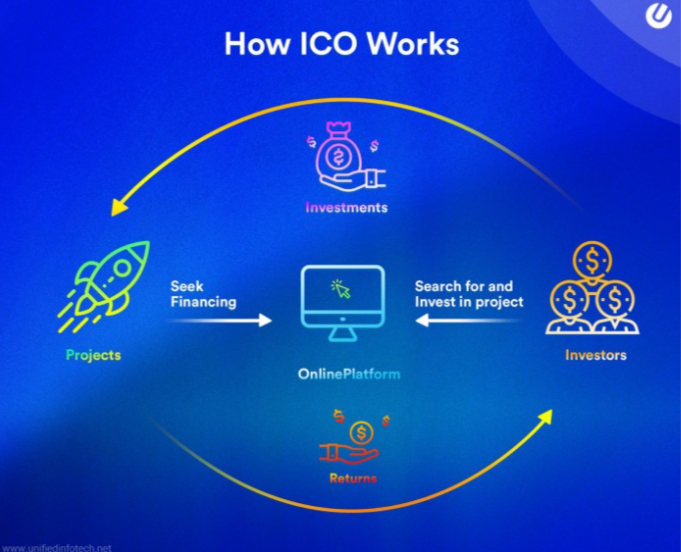 How ICO Works
Investments
Seek
Financing
Search for and
Invest in project
Projects
OnlinePlatform
Investors
Returns
www.unifiedinfotech.net